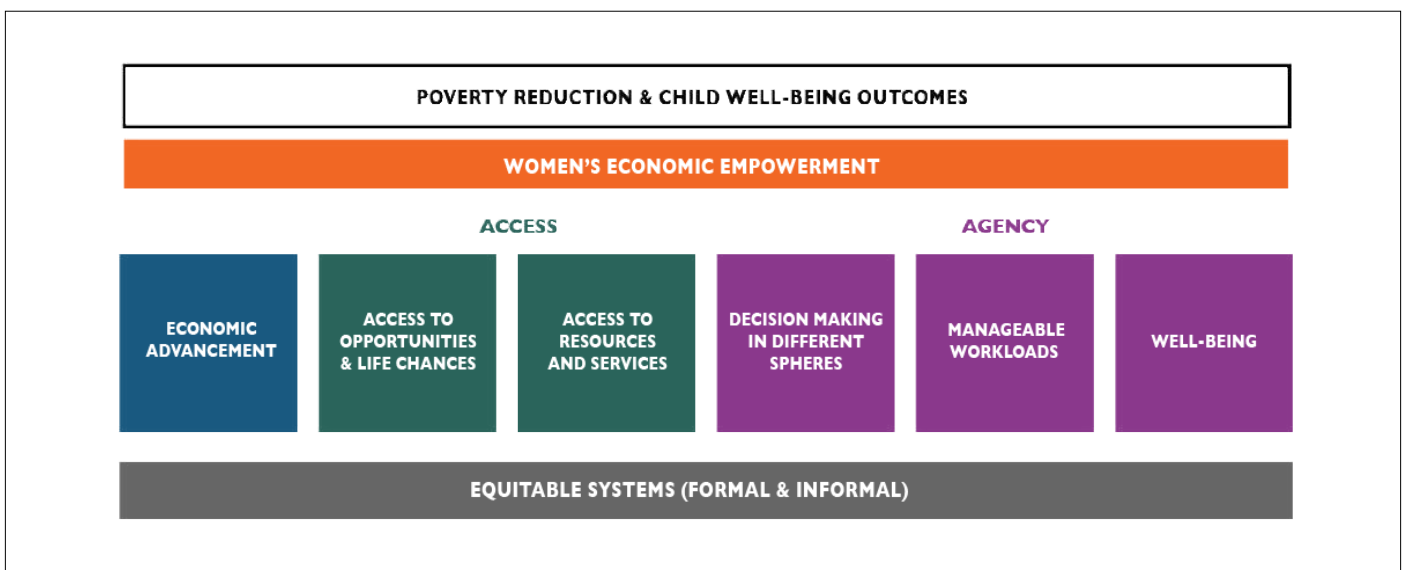 POVERTY REDUCTION & CHILD WELL-BEING OUTCOMES
WOMEN’S ECONOMIC EMPOWERMENT
ACCESS
AGENCY
ECONOMIC
ADVANCEMENT
ACCESS TO
OPPORTUNITIES
& LIFE CHANCES
ACCESS TO
RESOURCES
AND SERVICES
DECISION MAKING
IN DIFFERENT
SPHERES
MANAGEABLE
WORKLOADS
WELL-BEING
EQUITABLE SYSTEMS (FORMAL & INFORMAL)